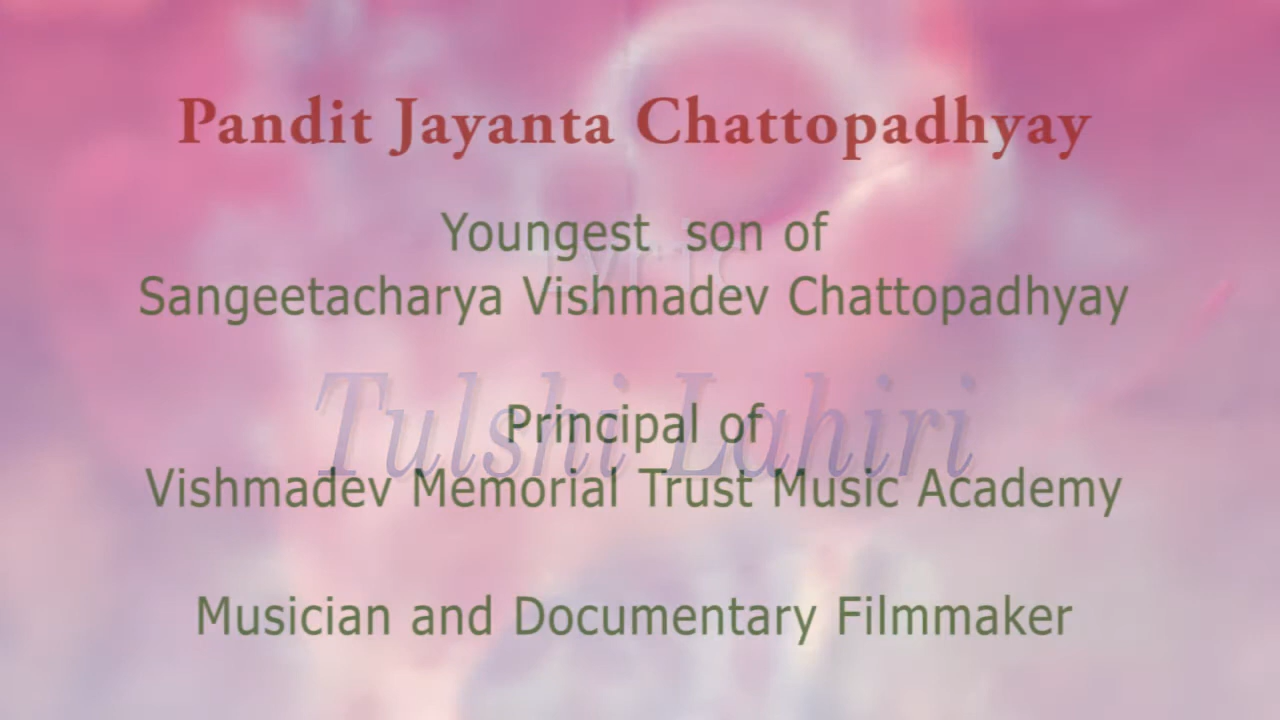 Pandit Jayanta Chattopadhyay
Youngest son of
Lyric
Sangeetacharya Vishmadev Chattopadhyay
Tulshi Lahiri
Principal of
Vishmadev Memorial Trust Music Academy
Musician and Documentary Filmmaker